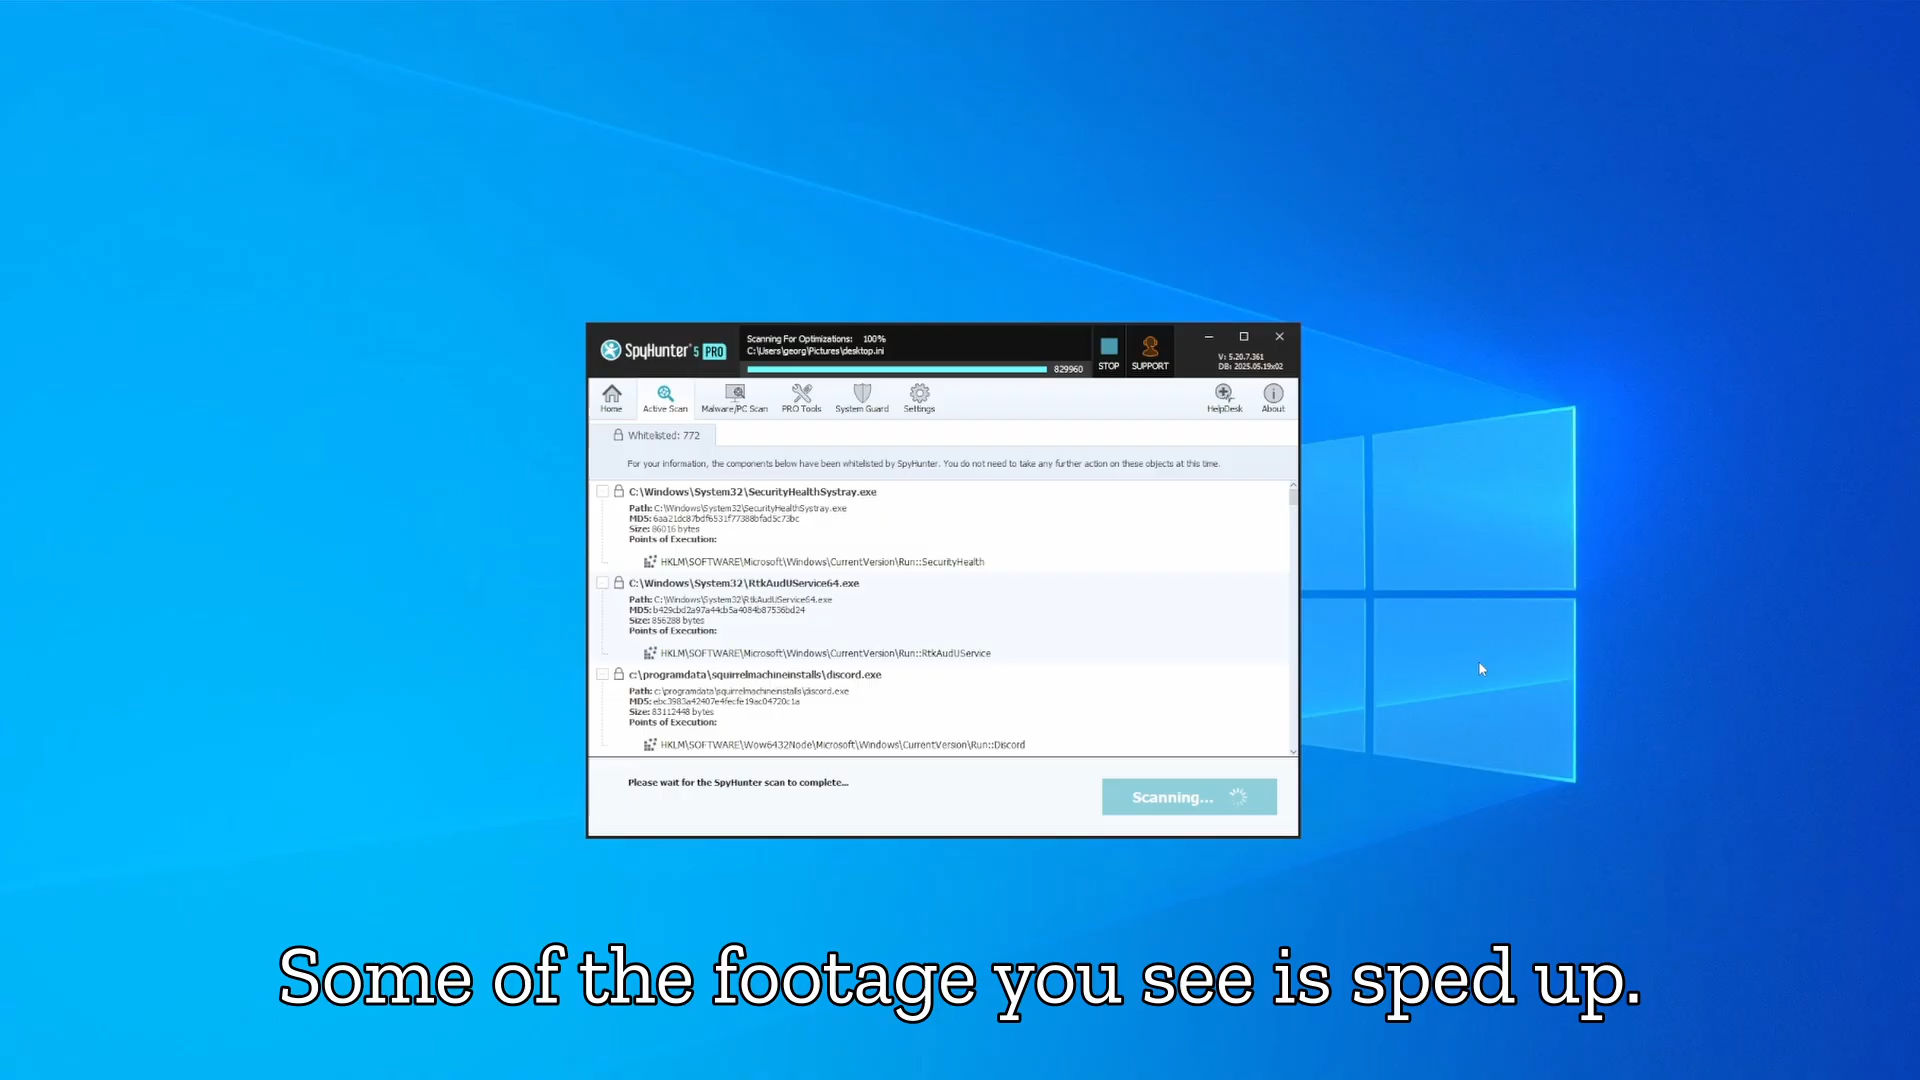 SpyHunter® 5 PRO
Scanning For Optimizations: 100%
C:\Users\georg\Pictures\desktop.ini
829960
STOP
SUPPORT
V: 5.20.7.361
DB: 2025.05.19x02
Home
Active Scan
Malware/PC Scan
PRO Tools
System Guard
Settings
HelpDesk
About
Whitelisted: 772
For your information, the components below have been whitelisted by SpyHunter. You do not need to take any further action on these objects at this time.
C:\Windows\System32\SecurityHealthSystray.exe
Path: C:\Windows\System32\SecurityHealthSystray.exe
MD5: 6aa21dc87bdf6531f77388bfad5c73bc
Size: 86016 bytes
Points of Execution:
HKLM\SOFTWARE\Microsoft\Windows\CurrentVersion\Run::SecurityHealth
C:\Windows\System32\RtkAudUService64.exe
Path: C:\Windows\System32\RtkAudUService64.exe
MD5: b429cbd2a97a44cb5a4084b87536bd24
Size: 856288 bytes
Points of Execution:
HKLM\SOFTWARE\Microsoft\Windows\CurrentVersion\Run::RtkAudUService
c:\programdata\squirrelmachineinstalls\discord.exe
Path: c:\programdata\squirrelmachineinstalls\discord.exe
MD5: ebc3983a42407e4fecfe19ac04720c1a
Size: 83112448 bytes
Points of Execution:
HKLM\SOFTWARE\Wow6432Node\Microsoft\Windows\CurrentVersion\Run::Discord
Please wait for the SpyHunter scan to complete...
Scanning...
Some of the footage you see is sped up.